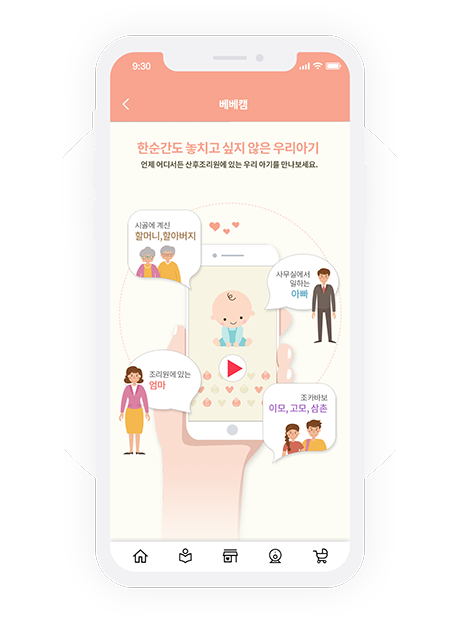 9:30
베베캠
한순간도 놓치고 싶지 않은 우리아기
언제 어디서든 산후조리원에 있는 우리 아기를 만나보세요.
시골에 계신
할머니,할아버지
사무실에서
일하는
아빠
조리원에 있는
엄마
조카바보
이모, 고모, 삼촌